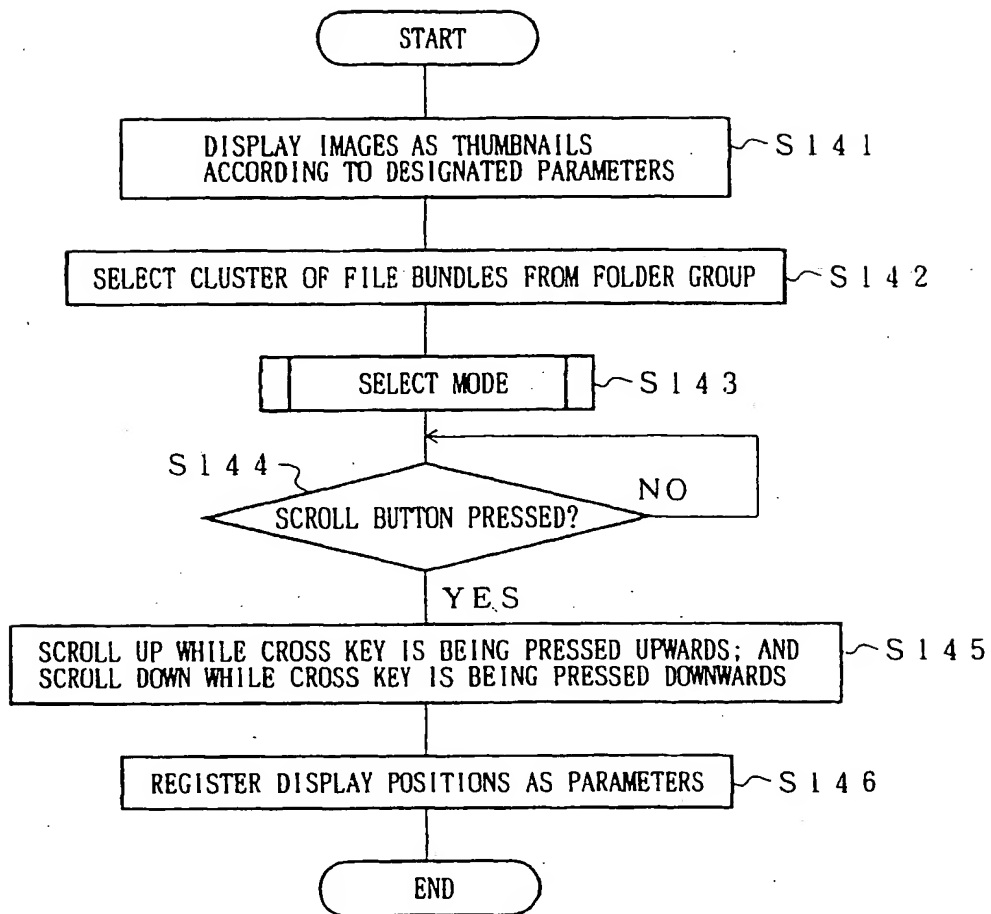 START
DISPLAY IMAGES AS THUMBNAILS
ACCORDING TO DESIGNATED PARAMETERS
S141
SELECT CLUSTER OF FILE BUNDLES FROM FOLDER GROUP
S142
SELECT MODE
S143
S144
SCROLL BUTTON PRESSED?
NO
YES
SCROLL UP WHILE CROSS KEY IS BEING PRESSED UPWARDS; AND
SCROLL DOWN WHILE CROSS KEY IS BEING PRESSED DOWNWARDS
S145
REGISTER DISPLAY POSITIONS AS PARAMETERS
S146
END